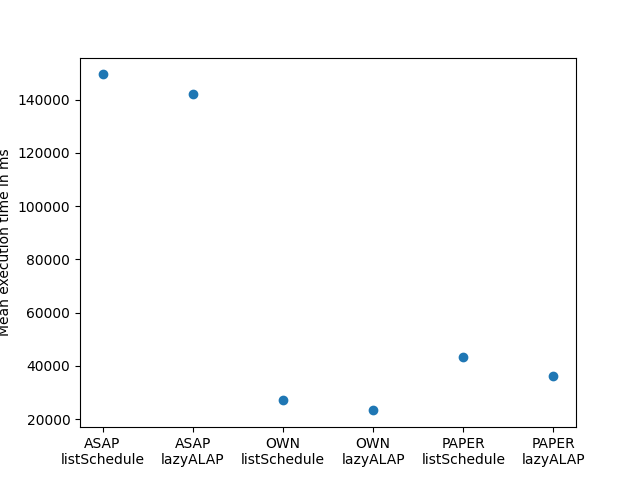 Mean execution time in ms
140000
120000
100000
80000
60000
40000
20000
ASAP
listSchedule
ASAP
lazyALAP
OWN
listSchedule
OWN
lazyALAP
PAPER
listSchedule
PAPER
lazyALAP